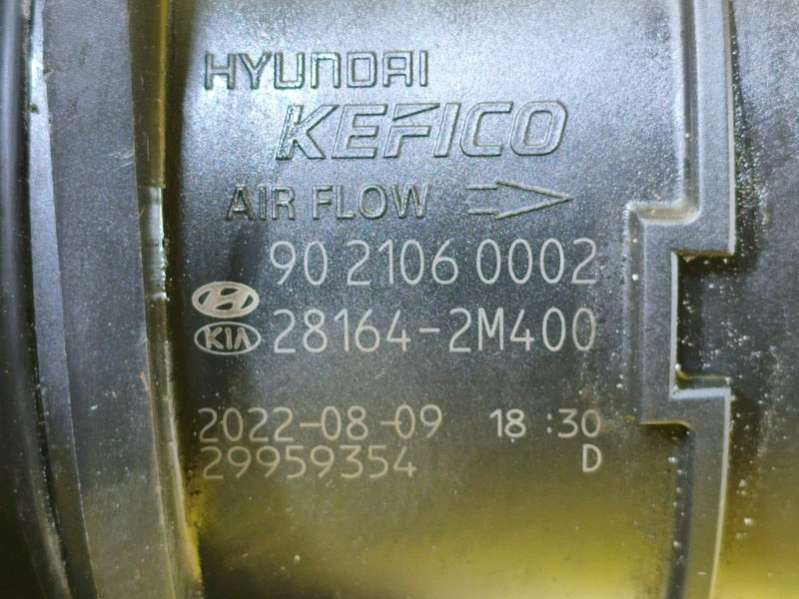 HYUNDAI
KEFICO
AIR FLOW
90 2106 0002
KIA 28164-2M400
2022-08-09 18:30
29959354 D